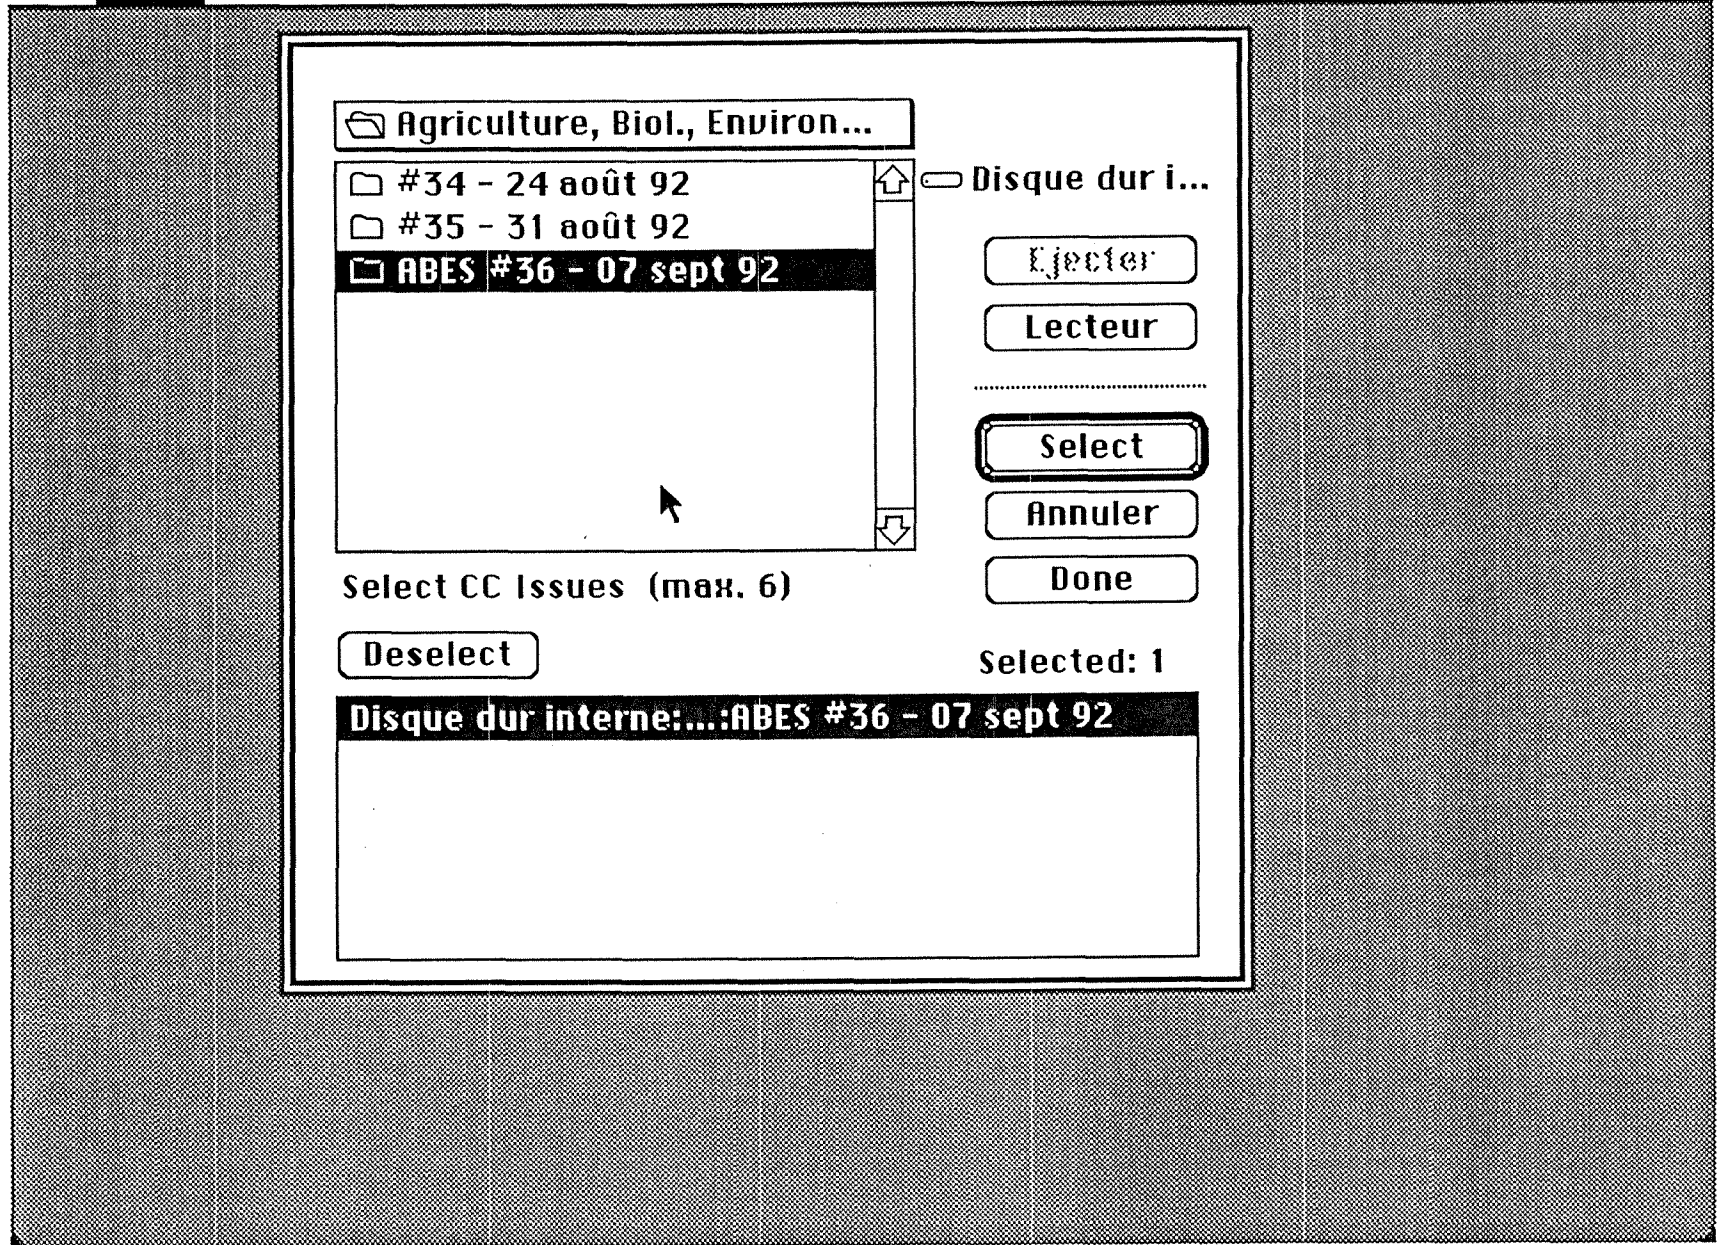 Agriculture, Biol., Environ...
#34 - 24 août 92
Disque dur i...
#35 - 31 août 92
ABES #36 - 07 sept 92
Ejecter
Lecteur
Select
Annuler
Done
Select CC Issues (max. 6)
Deselect
Selected: 1
Disque dur interne:...:ABES #36 - 07 sept 92